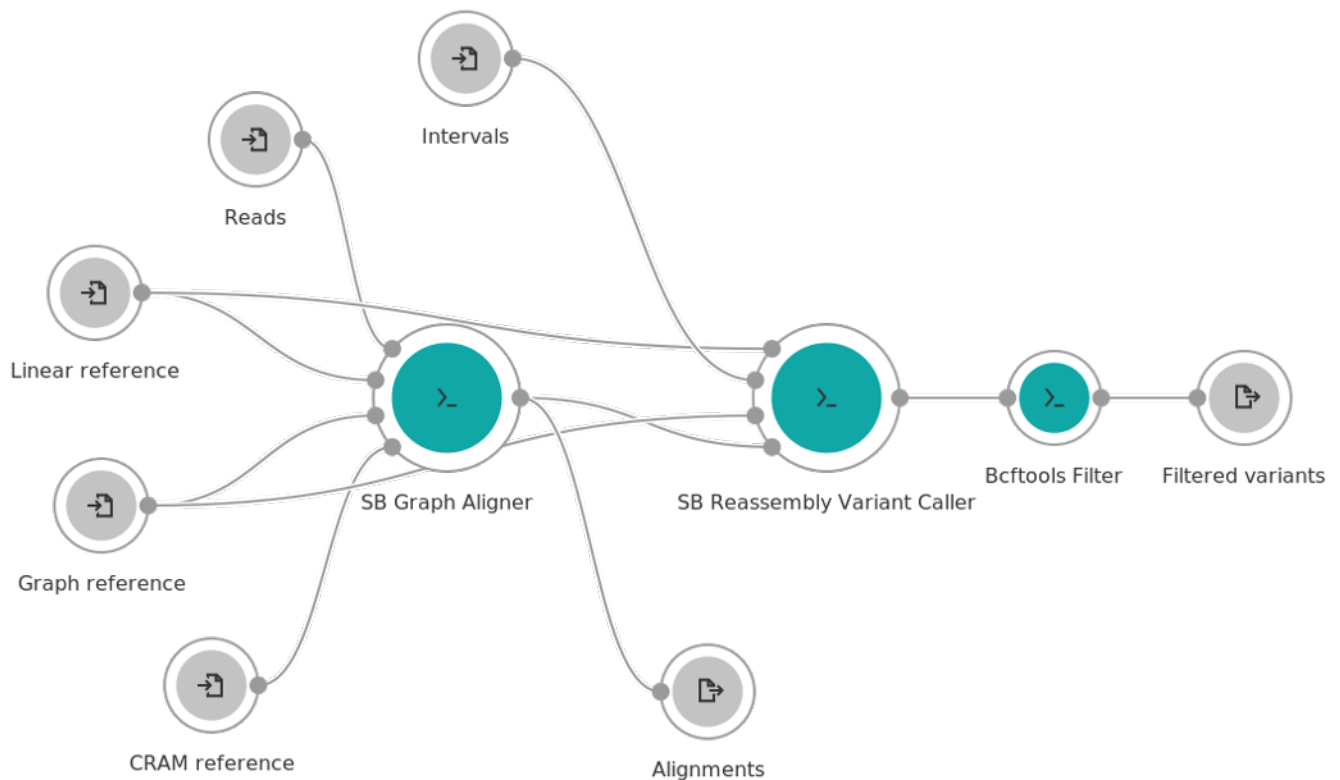 Intervals
Reads
Linear reference
SB Graph Aligner
SB Reassembly Variant Caller
Bcftools Filter
Filtered variants
Graph reference
CRAM reference
Alignments